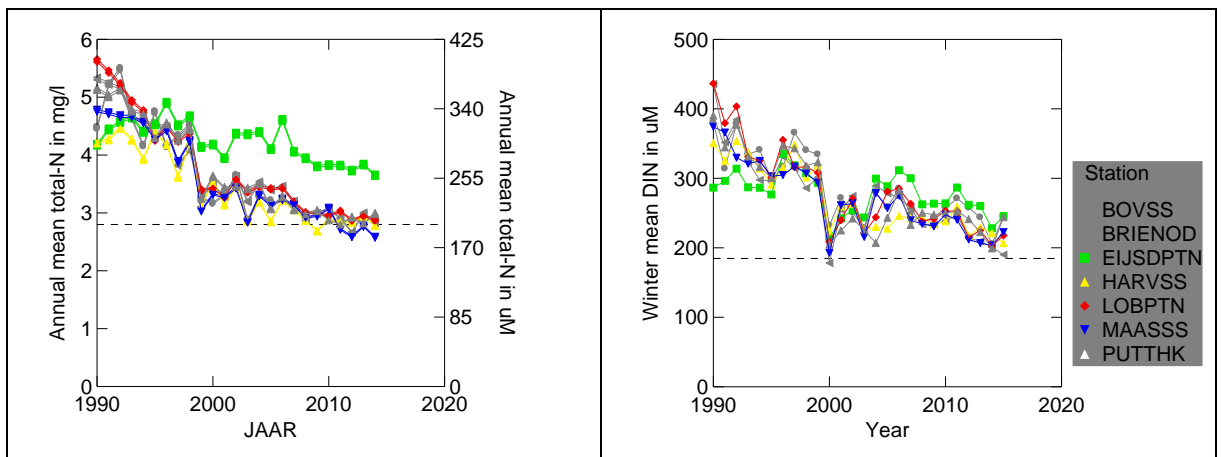 6
5
4
3
2
1
0
Annual mean total-N in mg/l
425
340
255
170
85
0
Annual mean total-N in uM
1990
2000
2010
2020
JAAR
500
400
300
200
100
0
Winter mean DIN in uM
1990
2000
2010
2020
Year
Station
BOVSS
BRIENOD
EIJSDPTN
HARVSS
LOBPTN
MAASSS
PUTTHK